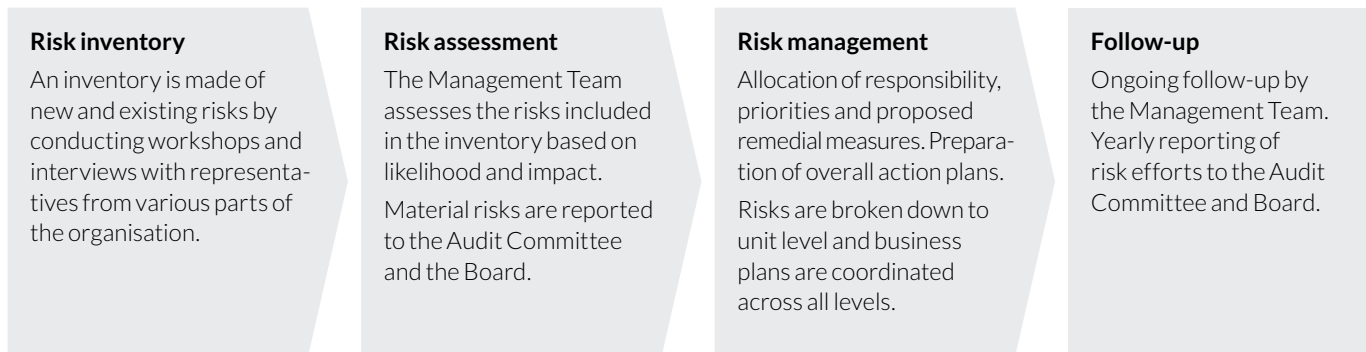 Risk inventory
An inventory is made of
new and existing risks by
conducting workshops and
interviews with representa-
tives from various parts of
the organisation.
Risk assessment
The Management Team
assesses the risks included
in the inventory based on
likelihood and impact.
Material risks are reported
to the Audit Committee
and the Board.
Risk management
Allocation of responsibility,
priorities and proposed
remedial measures. Prepara-
tion of overall action plans.
Risks are broken down to
unit level and business
plans are coordinated
across all levels.
Follow-up
Ongoing follow-up by
the Management Team.
Yearly reporting of
risk efforts to the Audit
Committee and Board.